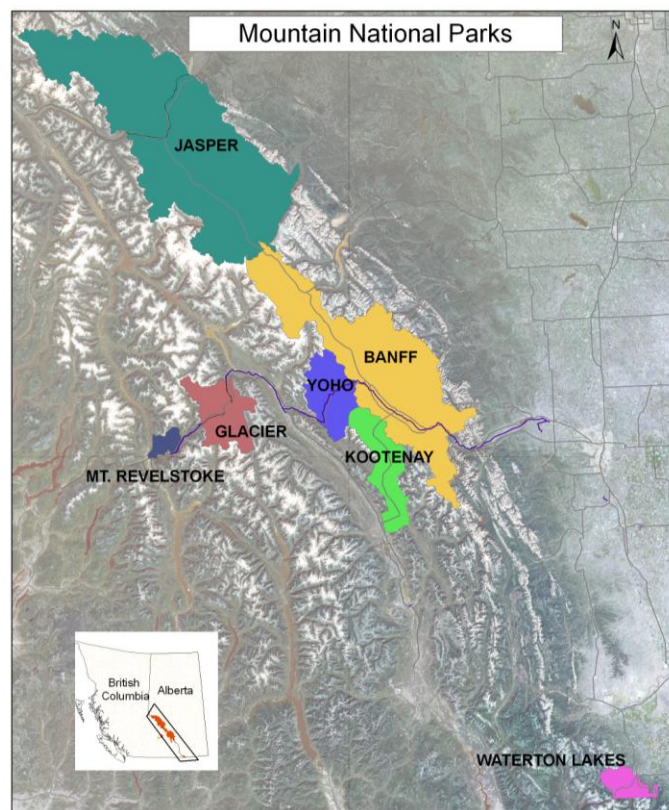 Mountain National Parks
N
JASPER
BANFF
YOHO
GLACIER
KOOTENAY
MT. REVELSTOKE
British
Columbia
Alberta
WATERTON LAKES